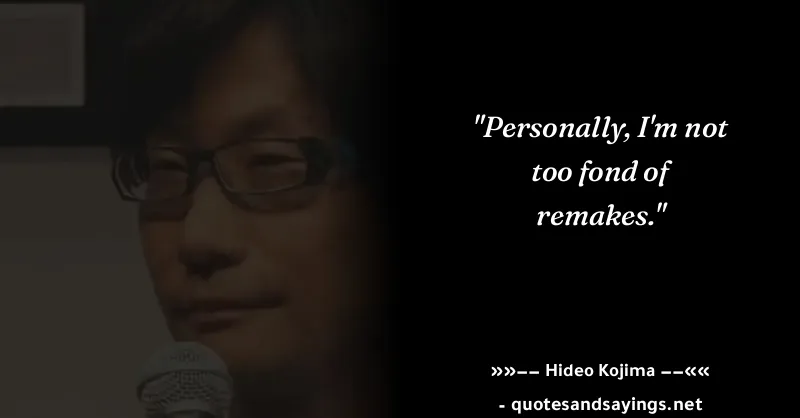 "Personally, I'm not
too fond of
remakes."
»»−− Hideo Kojima −−««
- quotesandsayings.net